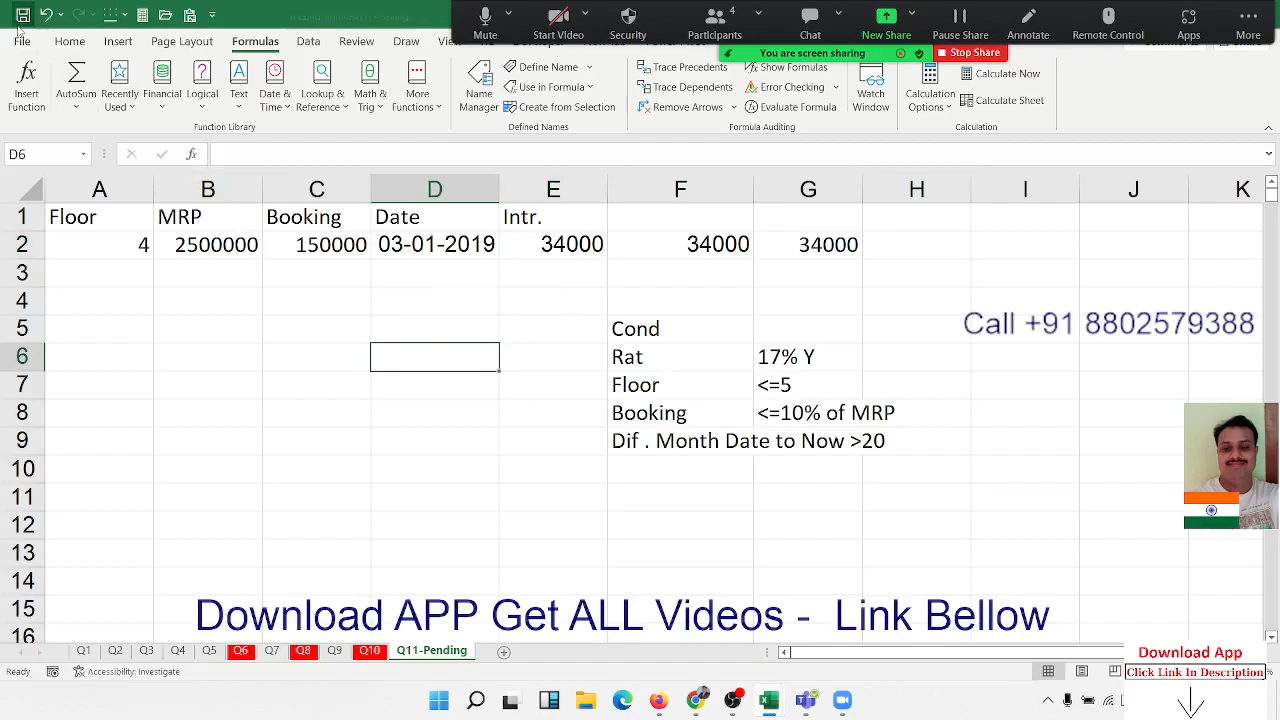 Mute
Start Video
Security
4
Participants
Chat
New Share
Pause Share
Annotate
Remote Control
Apps
More
You are screen sharing
Stop Share
File
Home
Insert
Page Layout
Formulas
Data
Review
View
Insert Function
AutoSum
Recently Used
Financial
Logical
Text
Date & Time
Lookup & Reference
Math & Trig
More Functions
Function Library
Name Manager
Define Name
Use in Formula
Create from Selection
Defined Names
Trace Precedents
Trace Dependents
Remove Arrows
Show Formulas
Error Checking
Evaluate Formula
Formula Auditing
Watch Window
Calculation Options
Calculate Now
Calculate Sheet
Calculation
D6
fx
A B C D E F G H I J K
1 Floor MRP Booking Date Intr.
2 4 2500000 150000 03-01-2019 34000 34000 34000
3
4
5 Cond
Call +91 8802579388
6 Rat 17% Y
7 Floor <=5
8 Booking <=10% of MRP
9 Dif . Month Date to Now >20
10
11
12
13
14
15
16
Download APP Get ALL Videos - Link Bellow
Q1 Q2 Q3 Q4 Q5 Q6 Q7 Q8 Q9 Q10 Q11-Pending
Download App
Click Link In Description
Ready
Accessibility: Investigate